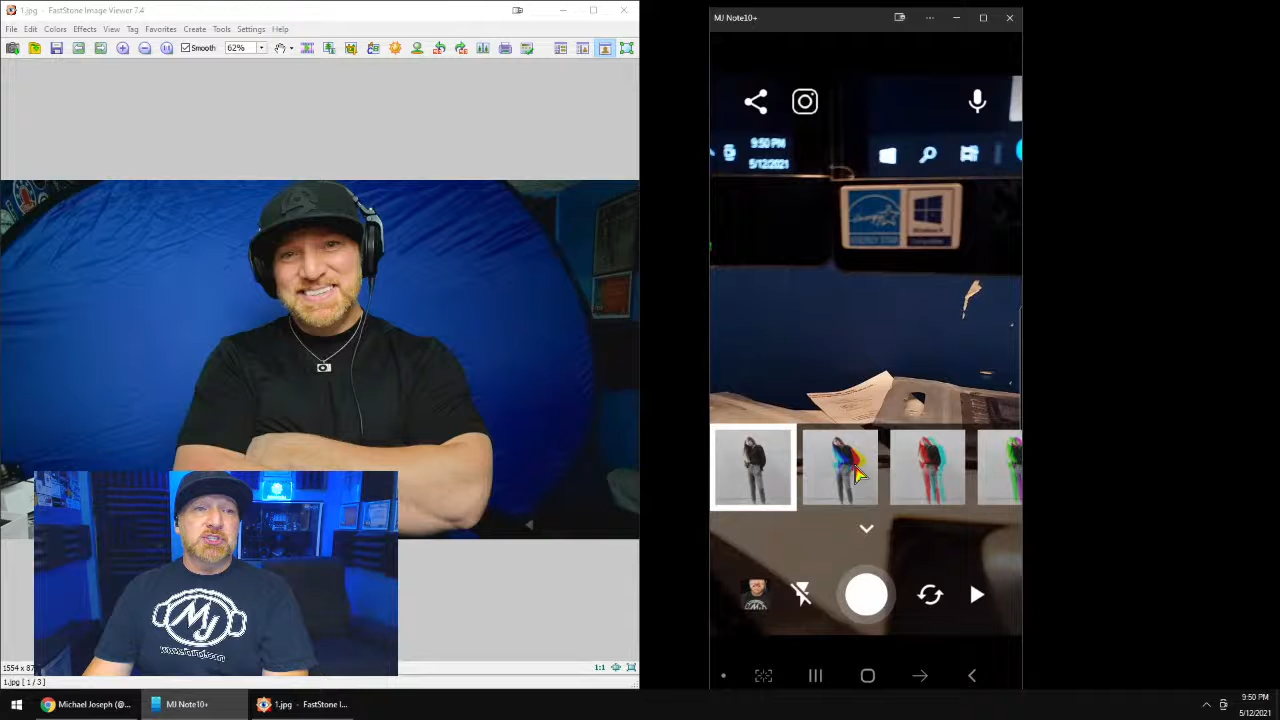 1.jpg - FastStone Image Viewer 7.4
File Edit Colors Effects View Tag Favorites Create Tools Settings Help
Smooth 62%
MJ Note10+
9:50 PM
5/12/2021
ENERGY STAR
MJ
1:1
1.jpg [ 1 / 3 ]
Michael Joseph (@...
MJ Note10+
1.jpg - FastStone I...
9:50 PM
5/12/2021